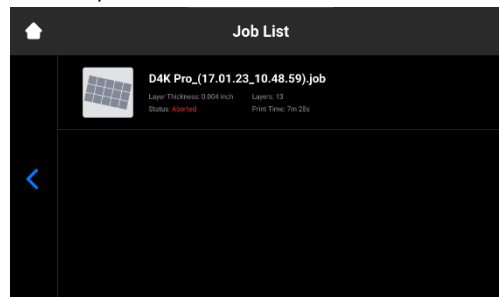 Job List
D4K Pro_(17.01.23_10.48.59).job
Layer Thickness: 0.004 inch Layers: 13
Status: Aborted Print Time: 7m 28s